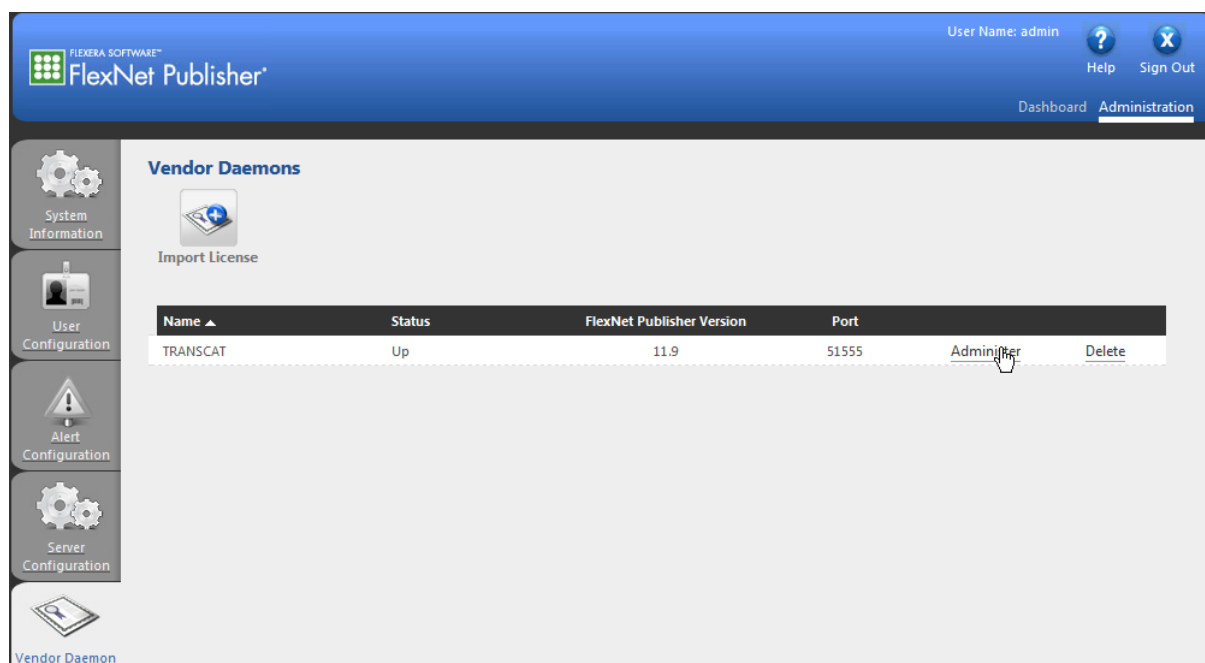 User Name: admin
FLEXERA SOFTWARE™
FlexNet Publisher®
Help
Sign Out
Dashboard Administration
System
Information
User
Configuration
Alert
Configuration
Server
Configuration
Vendor Daemon
Vendor Daemons
Import License
Name ▲ Status FlexNet Publisher Version Port
TRANSCAT Up 11.9 51555 Administer Delete